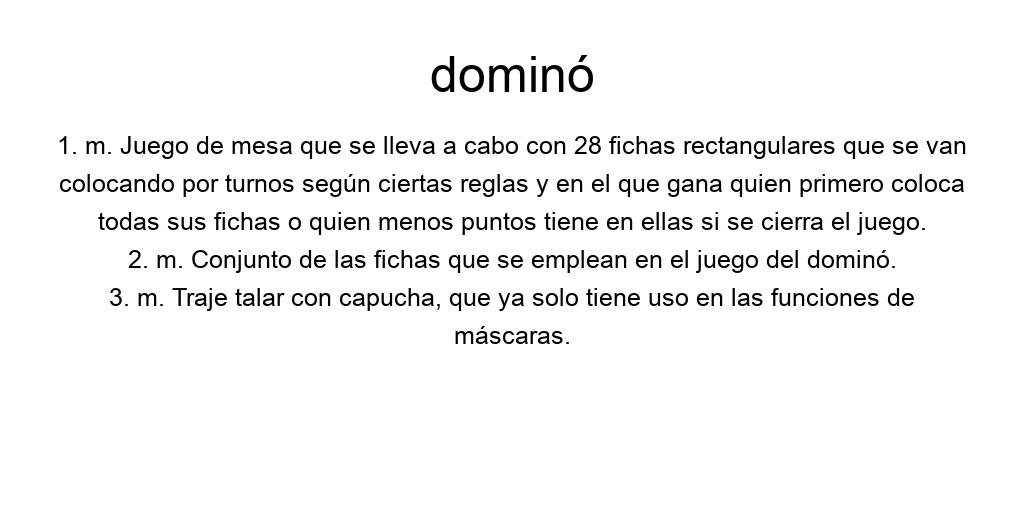 dominó
1. m. Juego de mesa que se lleva a cabo con 28 fichas rectangulares que se van
colocando por turnos según ciertas reglas y en el que gana quien primero coloca
todas sus fichas o quien menos puntos tiene en ellas si se cierra el juego.
2. m. Conjunto de las fichas que se emplean en el juego del dominó.
3. m. Traje talar con capucha, que ya solo tiene uso en las funciones de
máscaras.